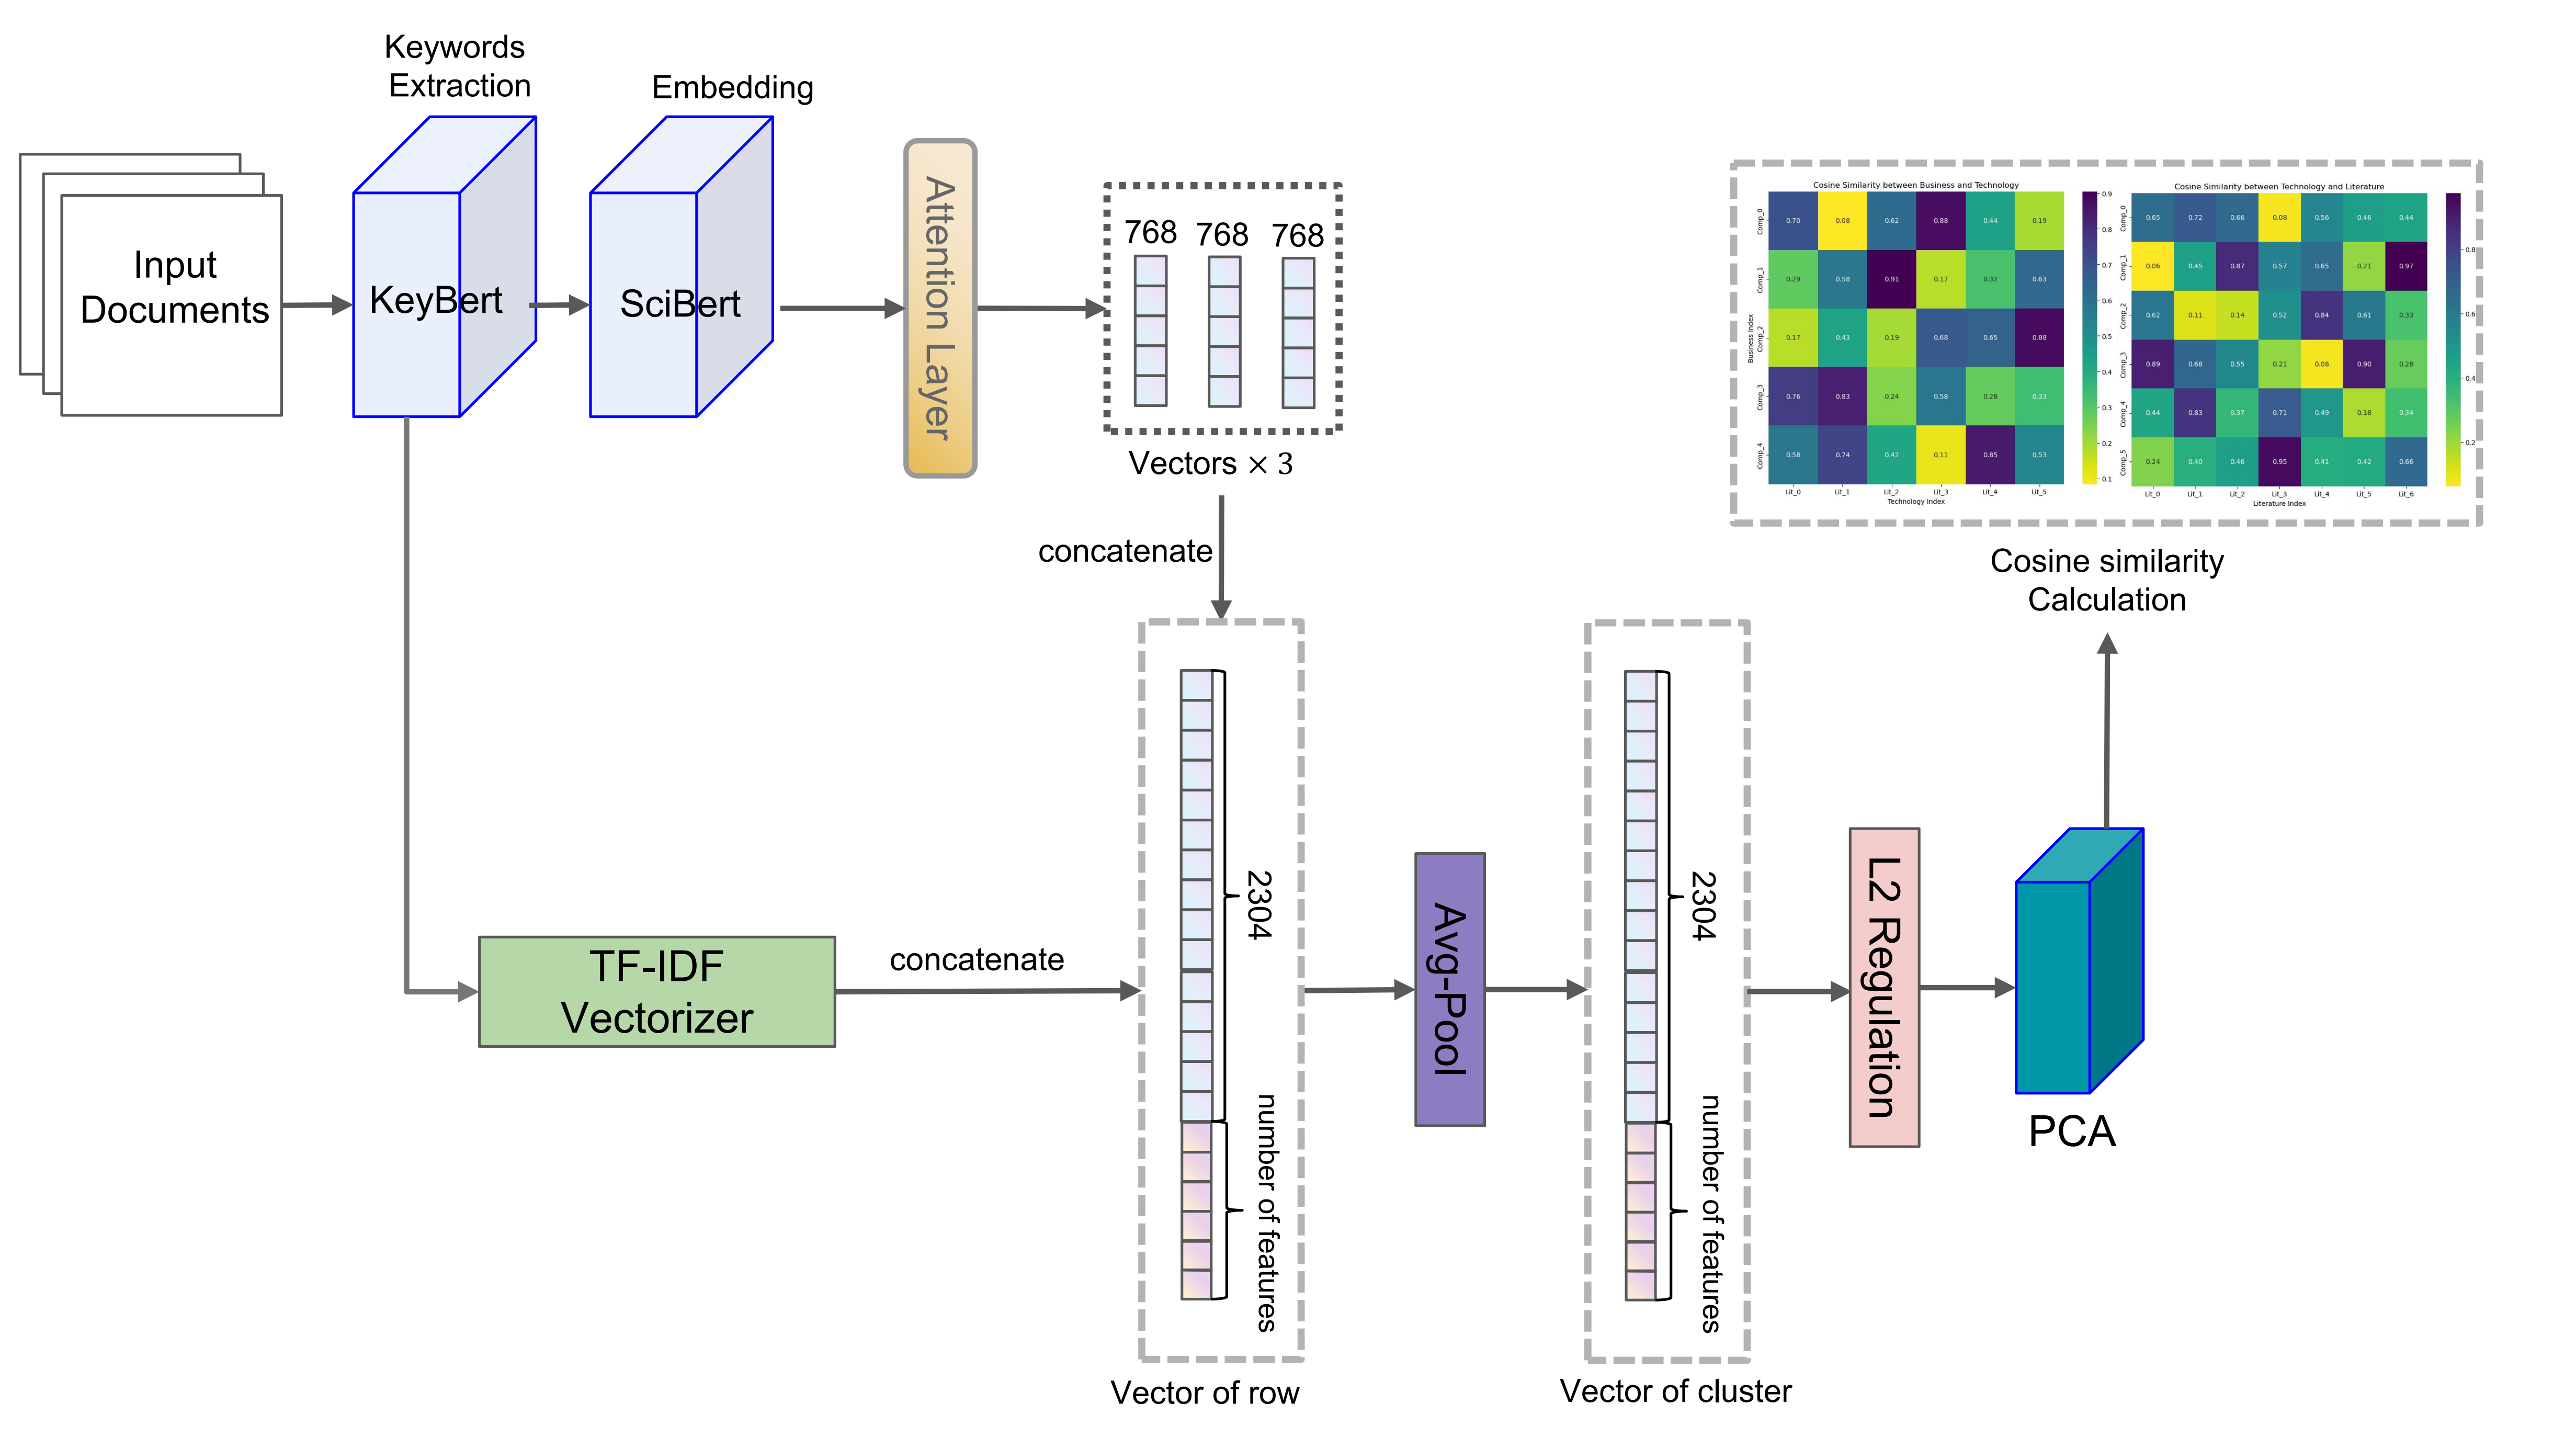 Keywords
Extraction
Embedding
Input
Documents
KeyBert
SciBert
Attention Layer
768 768 768
Vectors × 3
concatenate
TF-IDF
Vectorizer
concatenate
2304
number of features
Vector of row
Avg-Pool
2304
number of features
Vector of cluster
L2 Regulation
PCA
Cosine similarity
Calculation
Cosine Similarity between Business and Technology
Business Index
Comp_0 0.70 0.08 0.62 0.88 0.44 0.19
Comp_1 0.29 0.58 0.91 0.17 0.32 0.63
Comp_2 0.17 0.43 0.19 0.68 0.65 0.88
Comp_3 0.76 0.83 0.24 0.58 0.28 0.33
Comp_4 0.58 0.74 0.42 0.11 0.85 0.53
Lit_0 Lit_1 Lit_2 Lit_3 Lit_4 Lit_5
Technology Index
0.9
0.8
0.7
0.6
0.5
0.4
0.3
0.2
0.1
Cosine Similarity between Technology and Literature
Comp_0 0.65 0.72 0.66 0.08 0.56 0.46 0.44
Comp_1 0.06 0.45 0.87 0.57 0.65 0.21 0.97
Comp_2 0.62 0.11 0.14 0.52 0.84 0.61 0.33
Comp_3 0.89 0.68 0.55 0.21 0.08 0.90 0.28
Comp_4 0.44 0.83 0.37 0.71 0.49 0.18 0.34
Comp_5 0.24 0.40 0.46 0.95 0.41 0.42 0.66
Lit_0 Lit_1 Lit_2 Lit_3 Lit_4 Lit_5 Lit_6
Literature Index
0.8
0.6
0.4
0.2